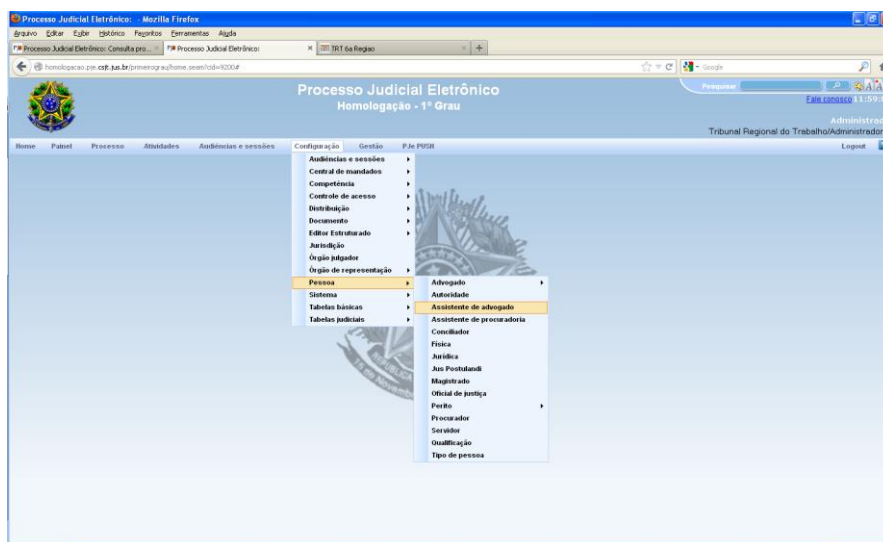 Processo Judicial Eletrônico: - Mozilla Firefox
Arquivo Editar Exibir Histórico Favoritos Ferramentas Ajuda
Processo Judicial Eletrônico: Consulta pro... Processo Judicial Eletrônico: TRT 6a Regiao
homologacao.pje.csjt.jus.br/primeirograu/home.seam?cid=9200# Google
Processo Judicial Eletrônico
Homologação - 1º Grau
Pesquisar
Fale conosco 11:59:
Administrad
Tribunal Regional do Trabalho/Administrador
Home Painel Processo Atividades Audiências e sessões Configuração Gestão PJe PUSH Logout
Audiências e sessões
Central de mandados
Competência
Controle de acesso
Distribuição
Documento
Editor Estruturado
Jurisdição
Órgão julgador
Órgão de representação
Pessoa
Sistema
Tabelas básicas
Tabelas judiciais
Advogado
Autoridade
Assistente de advogado
Assistente de procuradoria
Conciliador
Física
Jurídica
Jus Postulandi
Magistrado
Oficial de justiça
Perito
Procurador
Servidor
Qualificação
Tipo de pessoa